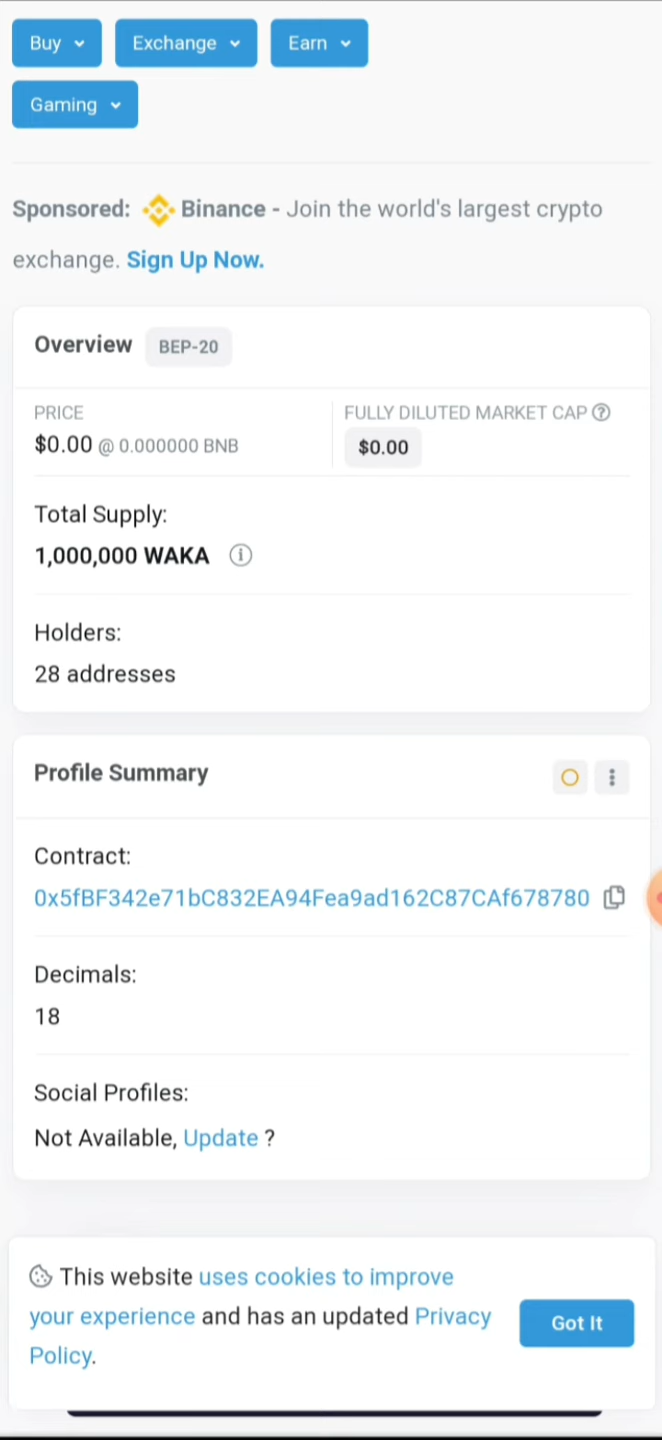 Buy
Exchange
Earn
Gaming
Sponsored: Binance - Join the world's largest crypto
exchange. Sign Up Now.
Overview BEP-20
PRICE
$0.00 @ 0.000000 BNB
FULLY DILUTED MARKET CAP
$0.00
Total Supply:
1,000,000 WAKA
Holders:
28 addresses
Profile Summary
Contract:
0x5fBF342e71bC832EA94Fea9ad162C87CAf678780
Decimals:
18
Social Profiles:
Not Available, Update ?
This website uses cookies to improve
your experience and has an updated Privacy
Policy.
Got It